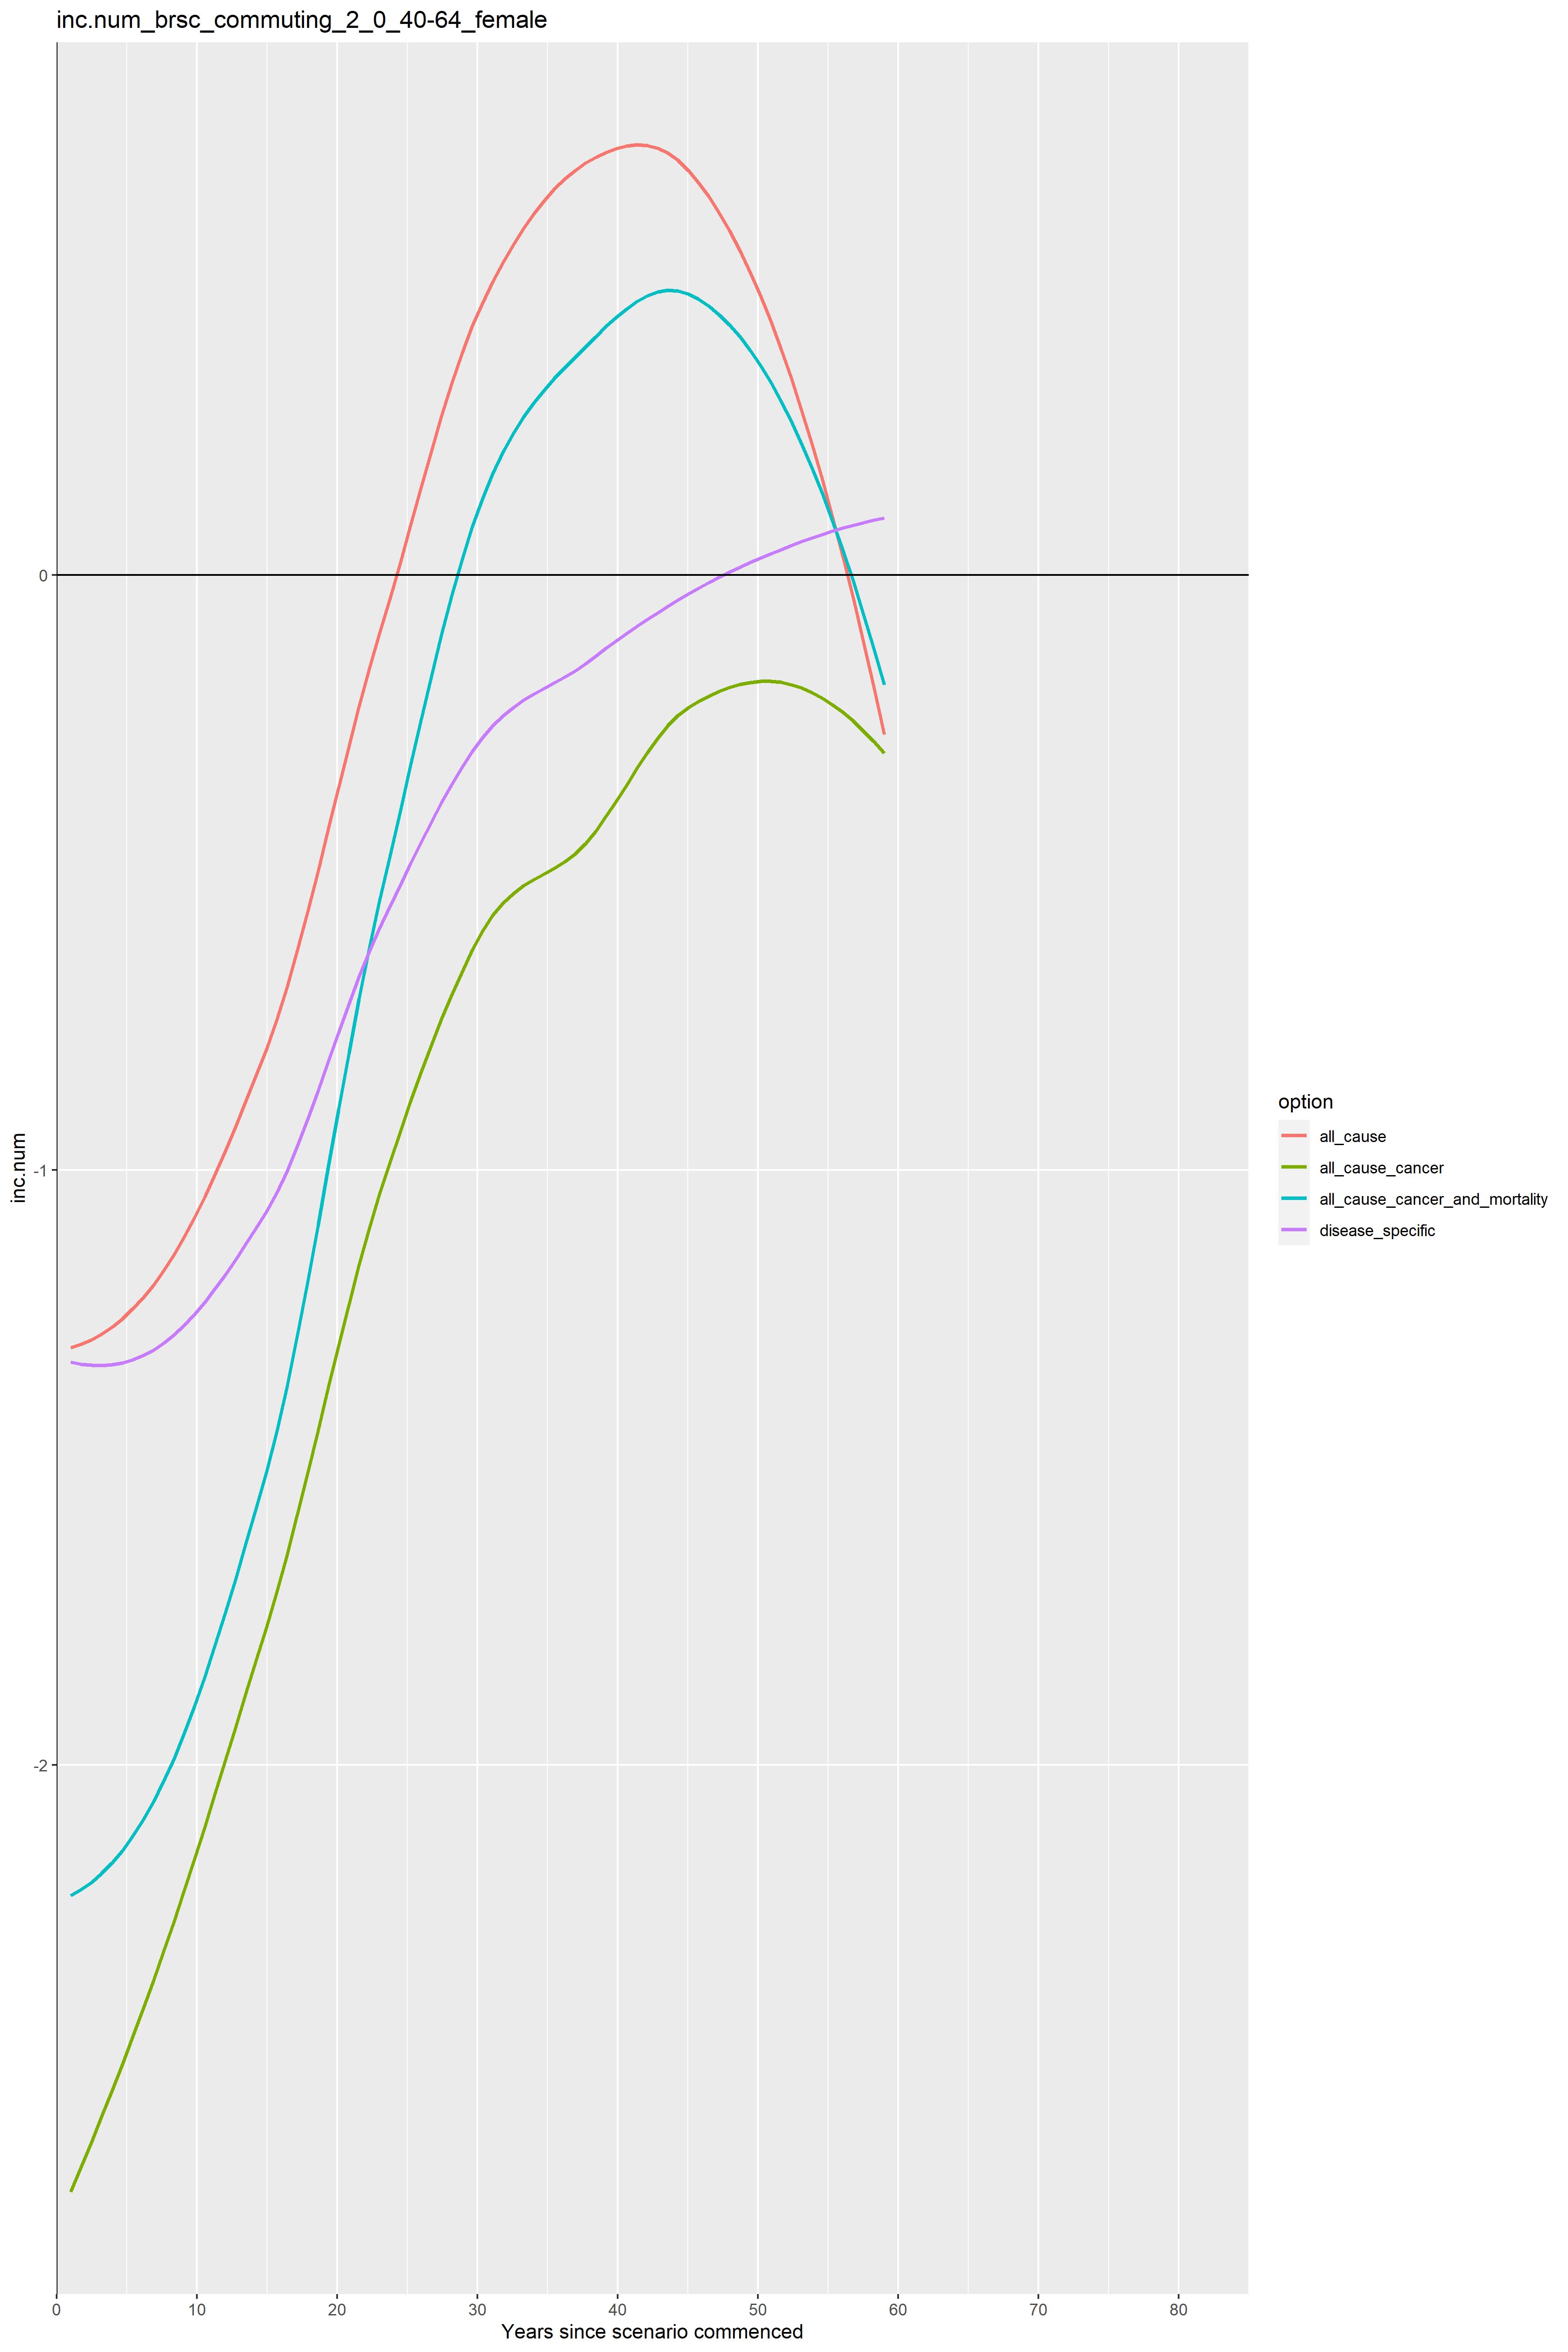 inc.num_brsc_commuting_2_0_40-64_female
inc.num
0
-1
-2
0 10 20 30 40 50 60 70 80
Years since scenario commenced
option
all_cause
all_cause_cancer
all_cause_cancer_and_mortality
disease_specific